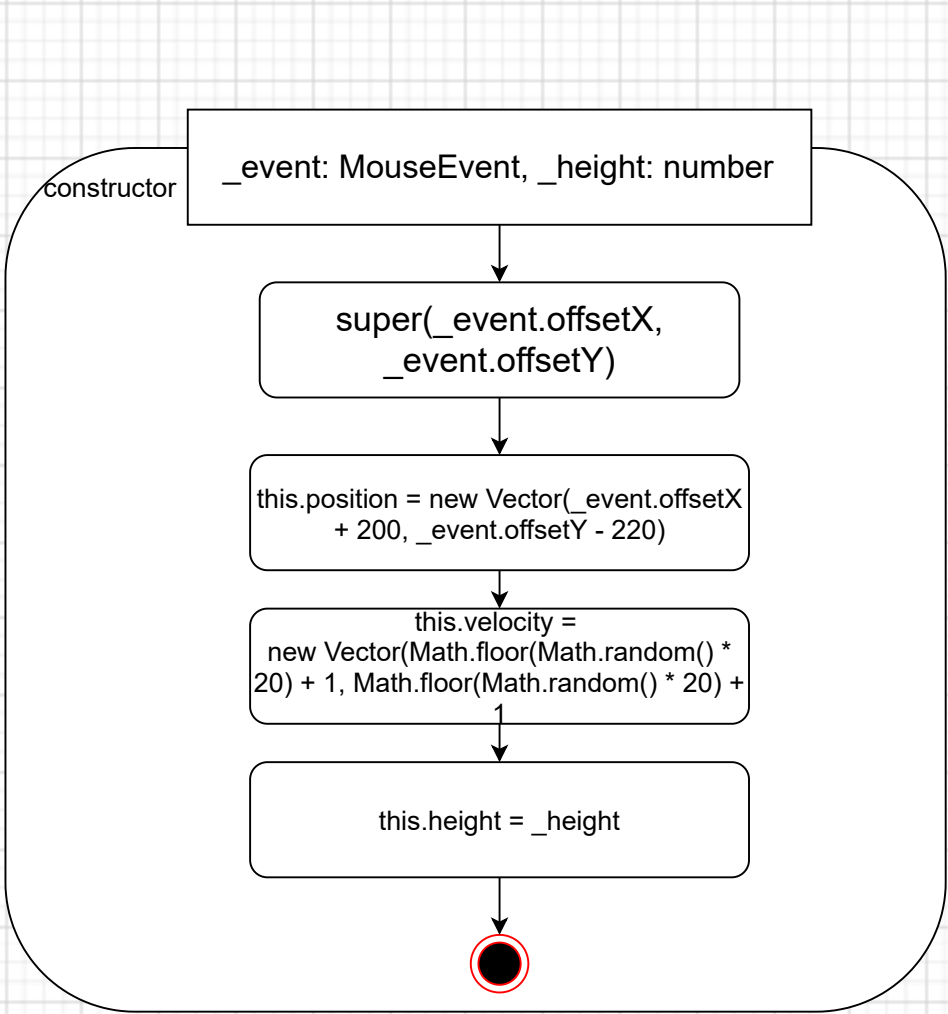 _event: MouseEvent, _height: number
constructor
super(_event.offsetX,
_event.offsetY)
this.position = new Vector(_event.offsetX
+ 200, _event.offsetY - 220)
this.velocity =
new Vector(Math.floor(Math.random() *
20) + 1, Math.floor(Math.random() * 20) +
1
this.height = _height